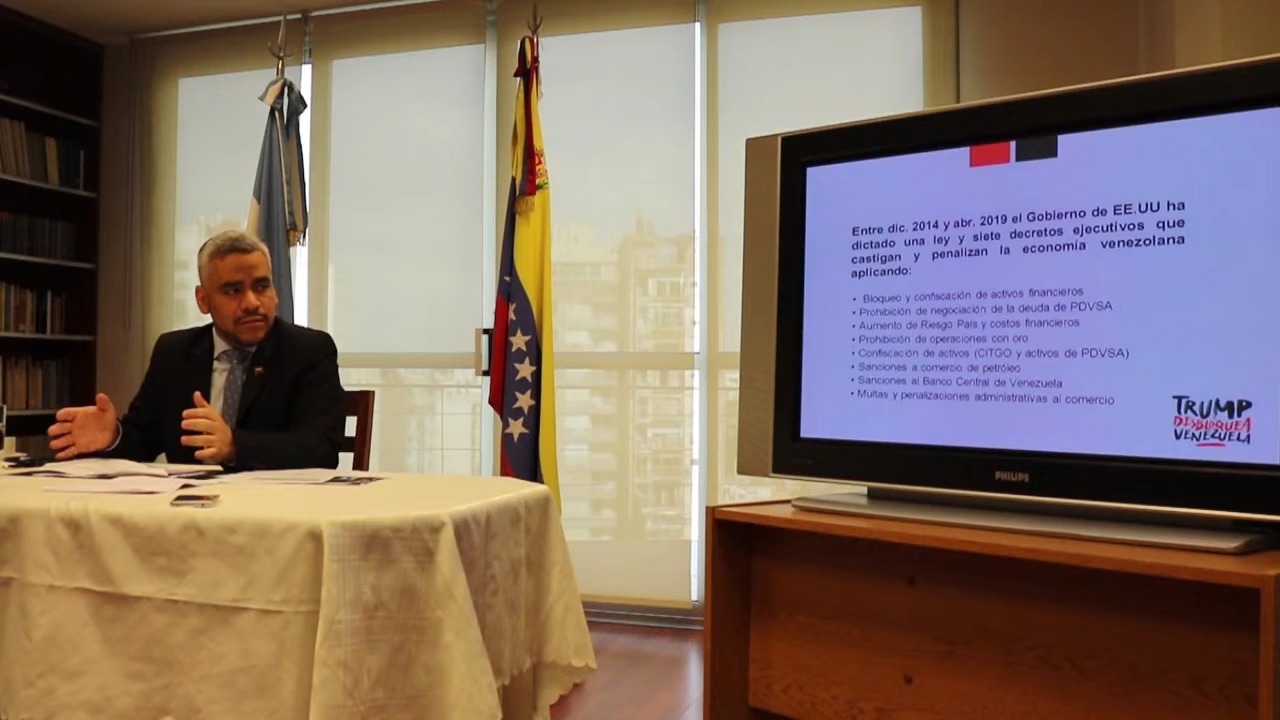 Entre dic. 2014 y abr. 2019 el Gobierno de EE.UU ha
dictado una ley y siete decretos ejecutivos que
castigan y penalizan la economía venezolana
aplicando:
• Bloqueo y confiscación de activos financieros
• Prohibición de negociación de la deuda de PDVSA
• Aumento de Riesgo País y costos financieros
• Prohibición de operaciones con oro
• Confiscación de activos (CITGO y activos de PDVSA)
• Sanciones a comercio de petróleo
• Sanciones al Banco Central de Venezuela
• Multas y penalizaciones administrativas al comercio
TRUMP
DESBLOQUEA
VENEZUELA
PHILIPS